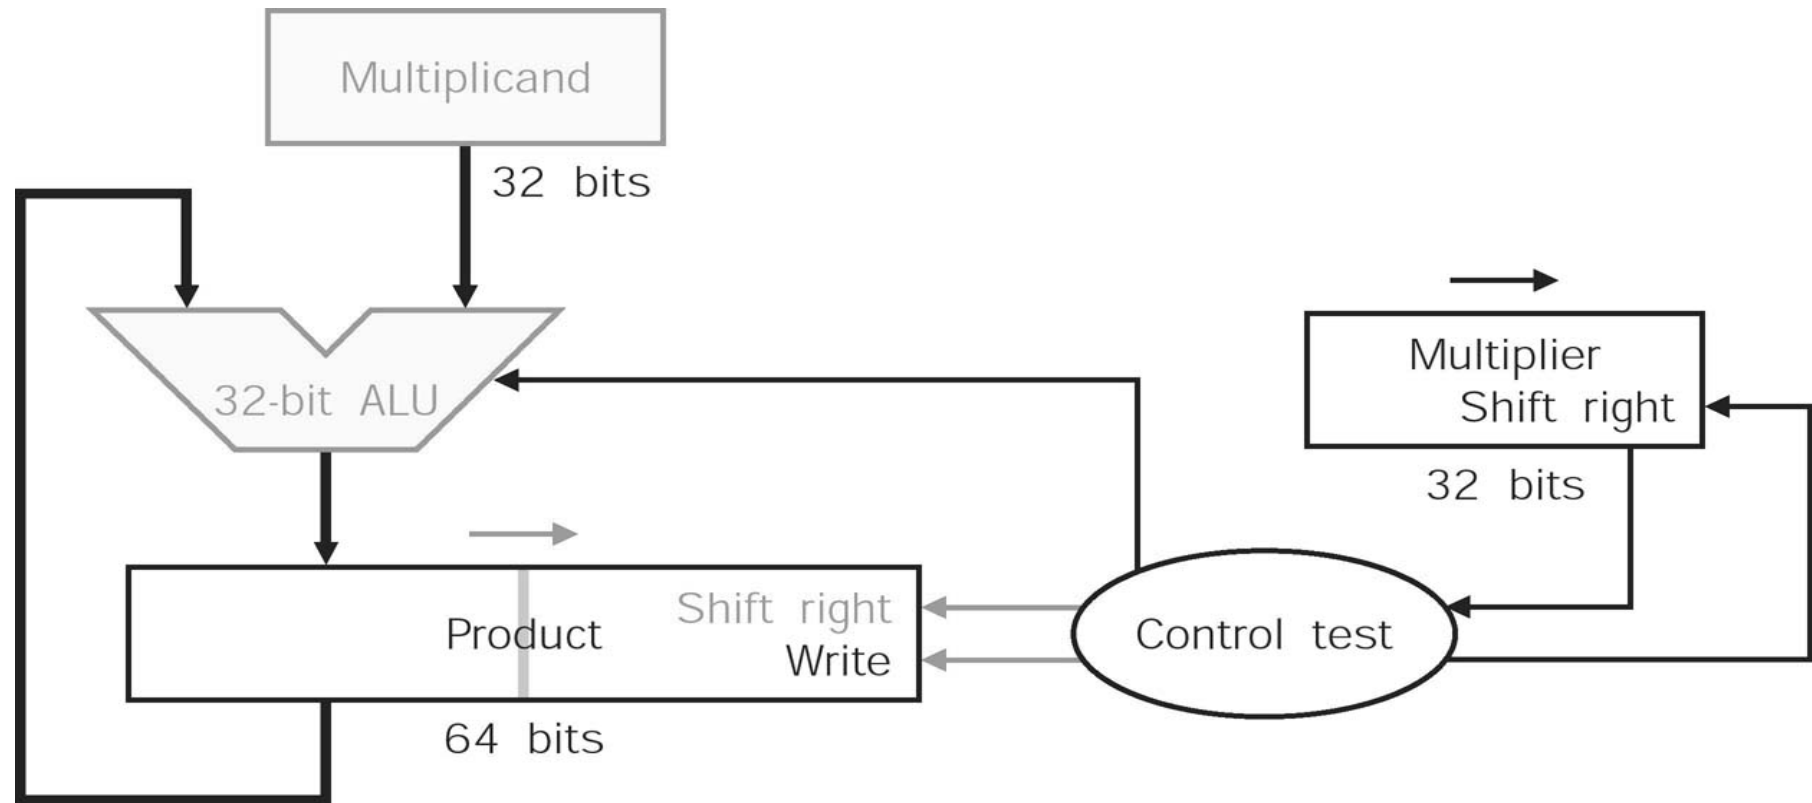 Multiplicand
32 bits
32-bit ALU
Multiplier
Shift right
32 bits
Product
Shift right
Write
64 bits
Control test